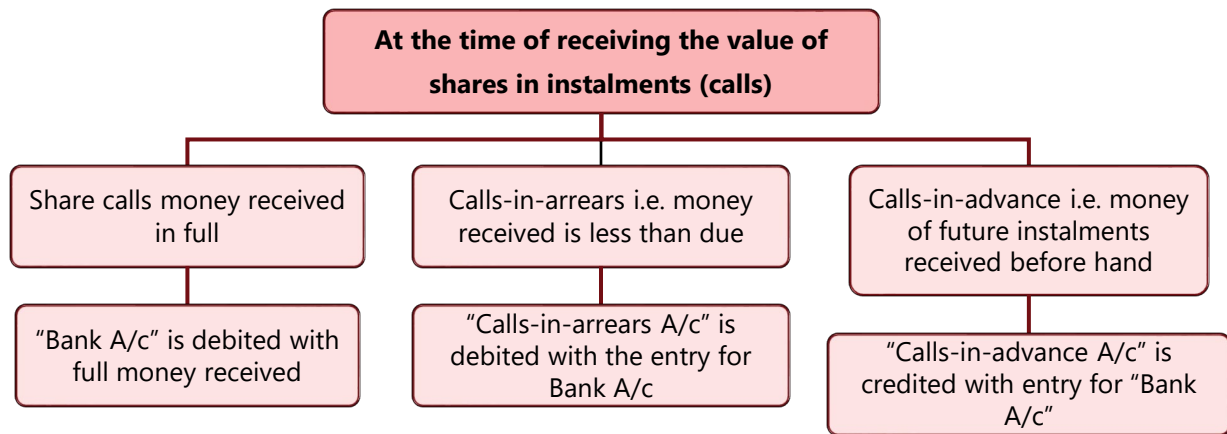 At the time of receiving the value of
shares in instalments (calls)
Share calls money received
in full
Calls-in-arrears i.e. money
received is less than due
Calls-in-advance i.e. money
of future instalments
received before hand
“Bank A/c” is debited with
full money received
“Calls-in-arrears A/c” is
debited with the entry for
Bank A/c
“Calls-in-advance A/c” is
credited with entry for “Bank
A/c”